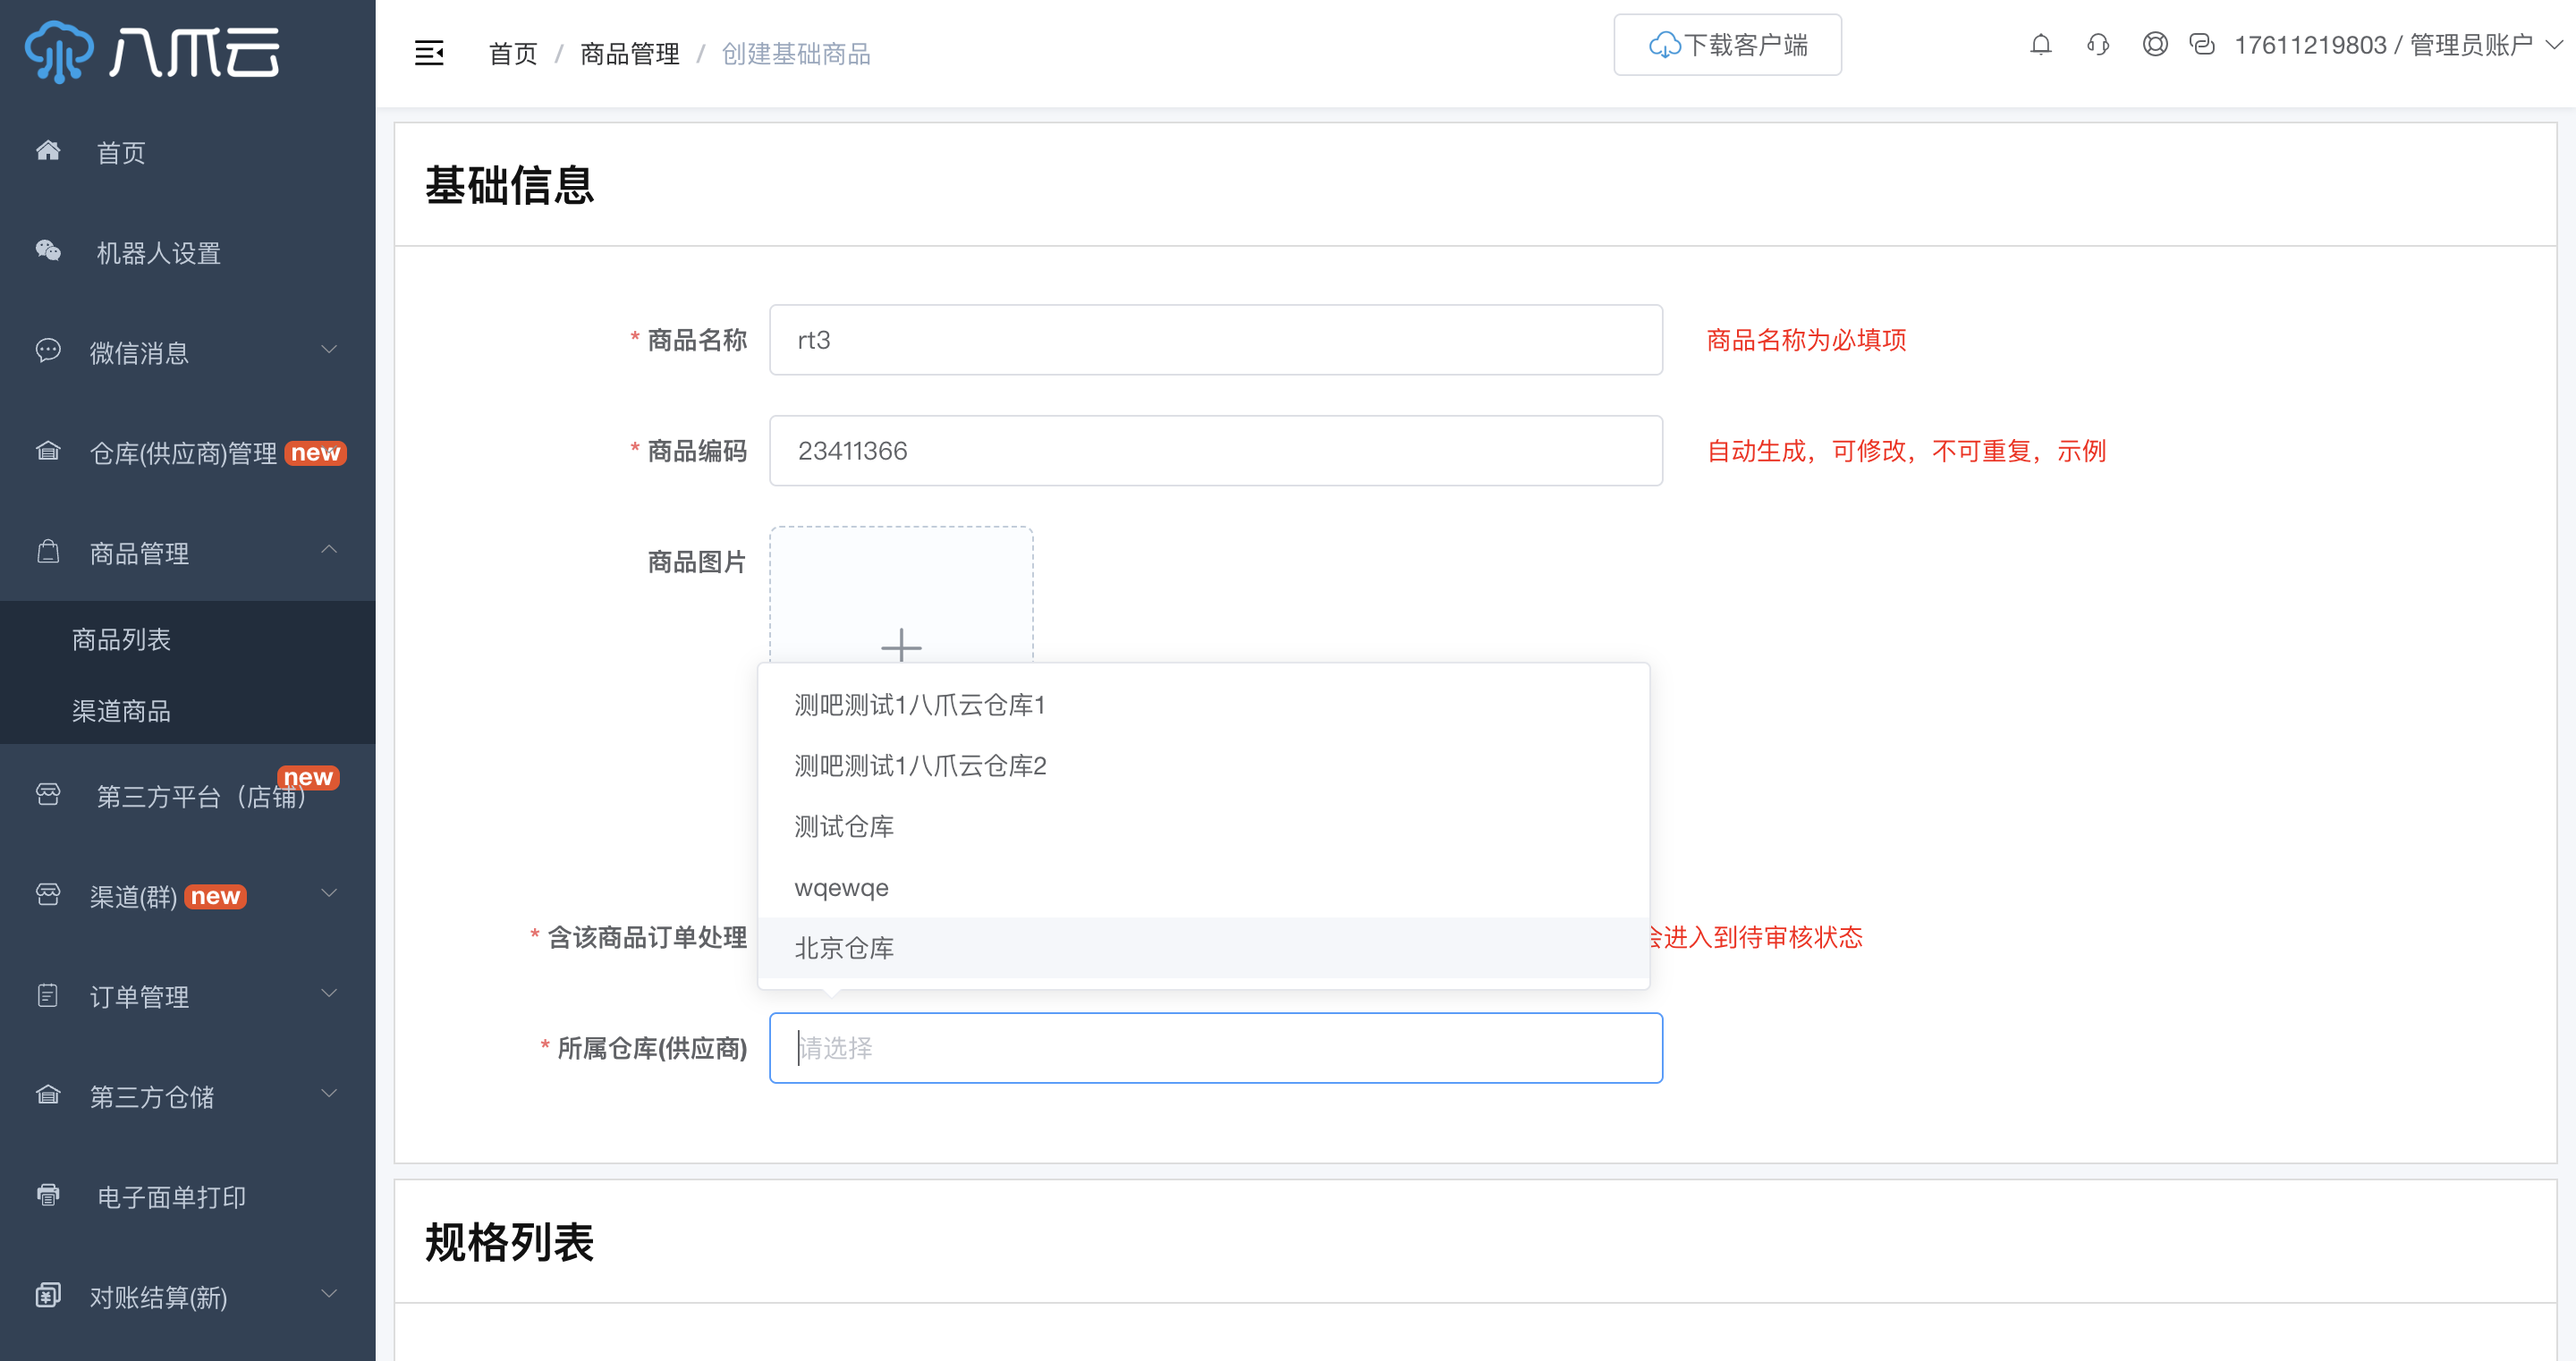 八爪云
首页 / 商品管理 / 创建基础商品
下载客户端
17611219803 / 管理员账户
首页
机器人设置
微信消息
仓库(供应商)管理 new
商品管理
商品列表
渠道商品
第三方平台（店铺） new
渠道(群) new
订单管理
第三方仓储
电子面单打印
对账结算(新)
基础信息
* 商品名称 rt3 商品名称为必填项
* 商品编码 23411366 自动生成，可修改，不可重复，示例
商品图片
测吧测试1八爪云仓库1
测吧测试1八爪云仓库2
测试仓库
wqewqe
北京仓库
* 含该商品订单处理 会进入到待审核状态
* 所属仓库(供应商) 请选择
规格列表